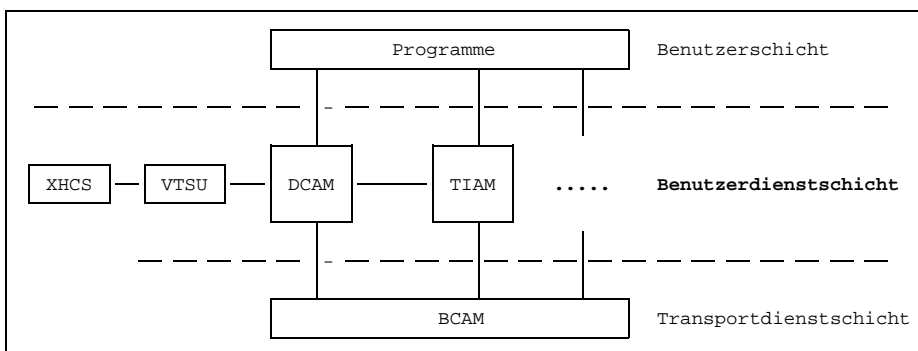 Programme Benutzerschicht
XHCS VTSU DCAM TIAM ..... Benutzerdienstschicht
BCAM Transportdienstschicht